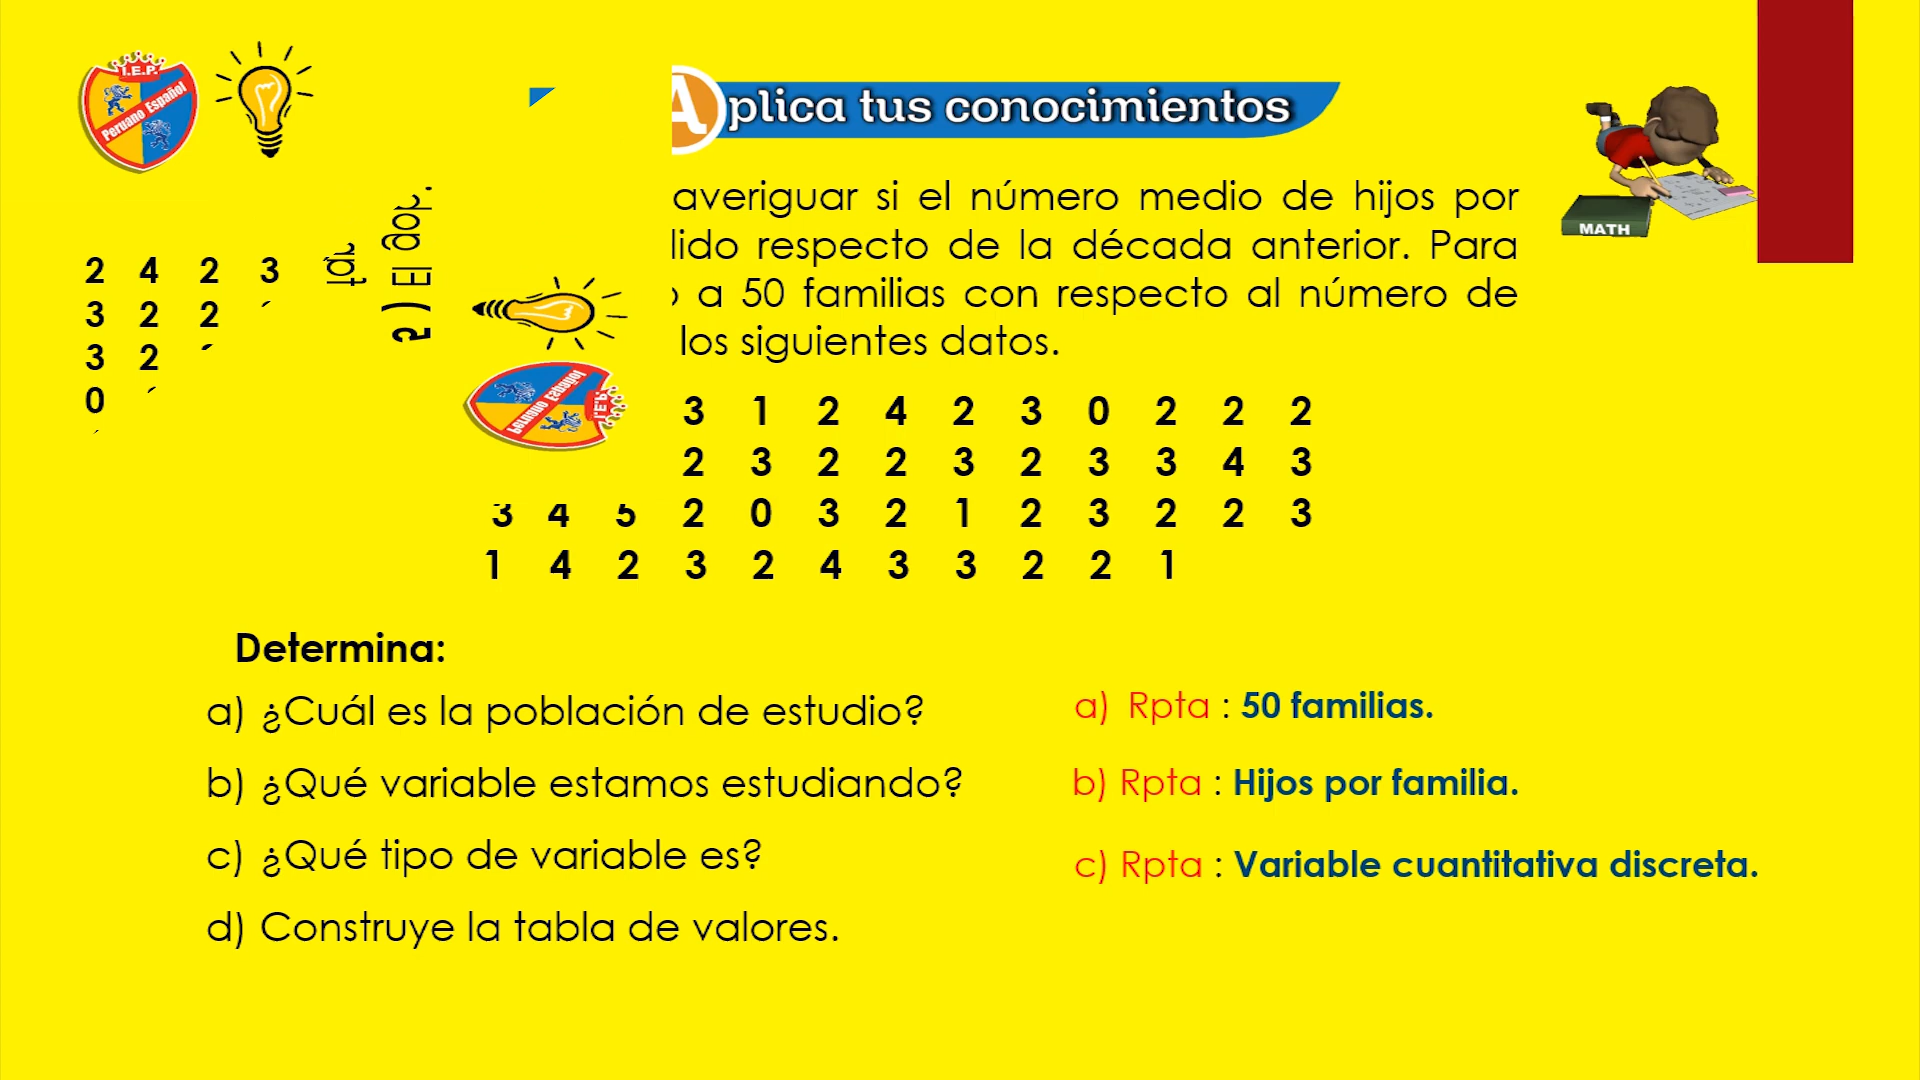 I.E.P.
Peruano Español
plica tus conocimientos
MATH
averiguar si el número medio de hijos por
respecto de la década anterior. Para
a 50 familias con respecto al número de
los siguientes datos.
2 4 2 3
3 2 2
3 2
0
2) El
I.E.P.
Peruano Español
3 1 2 4 2 3 0 2 2 2
2 3 2 2 3 2 3 3 4 3
3 4 5 2 0 3 2 1 2 3 2 2 3
1 4 2 3 2 4 3 3 2 2 1
Determina:
a) ¿Cuál es la población de estudio?
a) Rpta : 50 familias.
b) ¿Qué variable estamos estudiando?
b) Rpta : Hijos por familia.
c) ¿Qué tipo de variable es?
c) Rpta : Variable cuantitativa discreta.
d) Construye la tabla de valores.